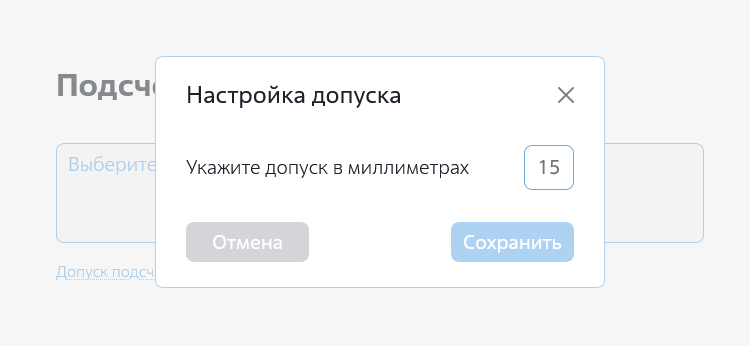 Подсч
Настройка допуска
Выберите
Укажите допуск в миллиметрах 15
Отмена Сохранить
Допуск подсч